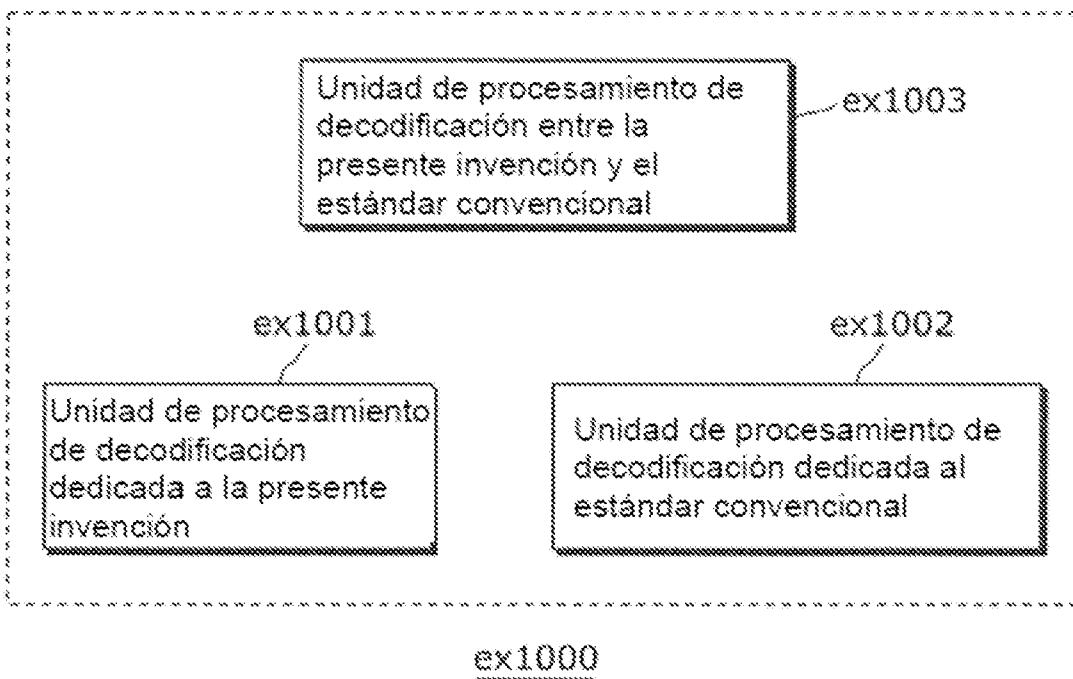 Unidad de procesamiento de
decodificación entre la
presente invención y el
estándar convencional
ex1003
ex1001
ex1002
Unidad de procesamiento
de decodificación
dedicada a la presente
invención
Unidad de procesamiento de
decodificación dedicada al
estándar convencional
ex1000